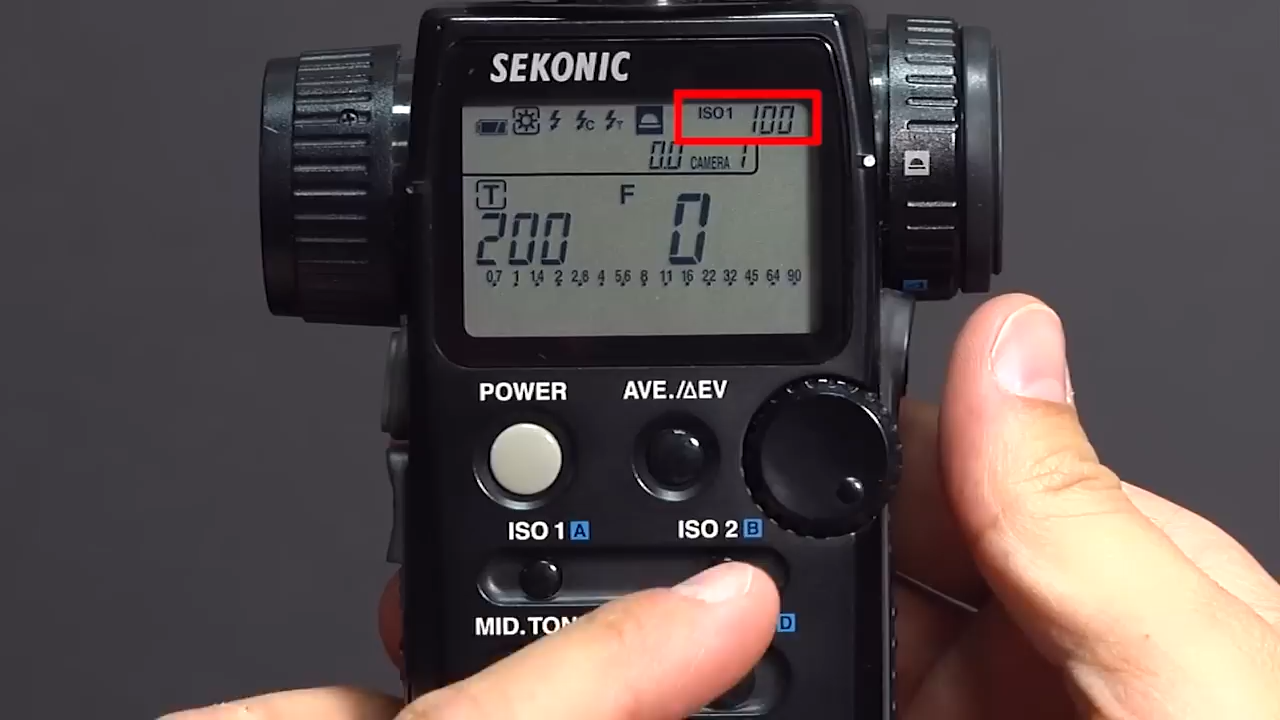 SEKONIC
ISO1 100
C T
0.0 CAMERA 1
T F
200 0
0,7 1 1,4 2 2,8 4 5,6 8 11 16 22 32 45 64 90
POWER AVE./ΔEV
ISO 1 A ISO 2 B
MID.TON D